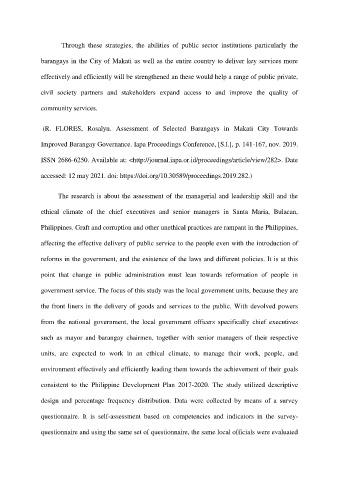 Through these strategies, the abilities of public sector institutions particularly the
barangays in the City of Makati as well as the entire country to deliver key services more
effectively and efficiently will be strengthened an these would help a range of public private,
civil society partners and stakeholders expand access to and improve the quality of
community services.
(R. FLORES, Rosalyn. Assessment of Selected Barangays in Makati City Towards
Improved Barangay Governance. Iapa Proceedings Conference, [S.l.], p. 141-167, nov. 2019.
ISSN 2686-6250. Available at: <http://journal.iapa.or.id/proceedings/article/view/282>. Date
accessed: 12 may 2021. doi: https://doi.org/10.30589/proceedings.2019.282.)
The research is about the assessment of the managerial and leadership skill and the
ethical climate of the chief executives and senior managers in Santa Maria, Bulacan,
Philippines. Graft and corruption and other unethical practices are rampant in the Philippines,
affecting the effective delivery of public service to the people even with the introduction of
reforms in the government, and the existence of the laws and different policies. It is at this
point that change in public administration must lean towards reformation of people in
government service. The focus of this study was the local government units, because they are
the front liners in the delivery of goods and services to the public. With devolved powers
from the national government, the local government officers specifically chief executives
such as mayor and barangay chairmen, together with senior managers of their respective
units, are expected to work in an ethical climate, to manage their work, people, and
environment effectively and efficiently leading them towards the achievement of their goals
consistent to the Philippine Development Plan 2017-2020. The study utilized descriptive
design and percentage frequency distribution. Data were collected by means of a survey
questionnaire. It is self-assessment based on competencies and indicators in the survey-
questionnaire and using the same set of questionnaire, the same local officials were evaluated